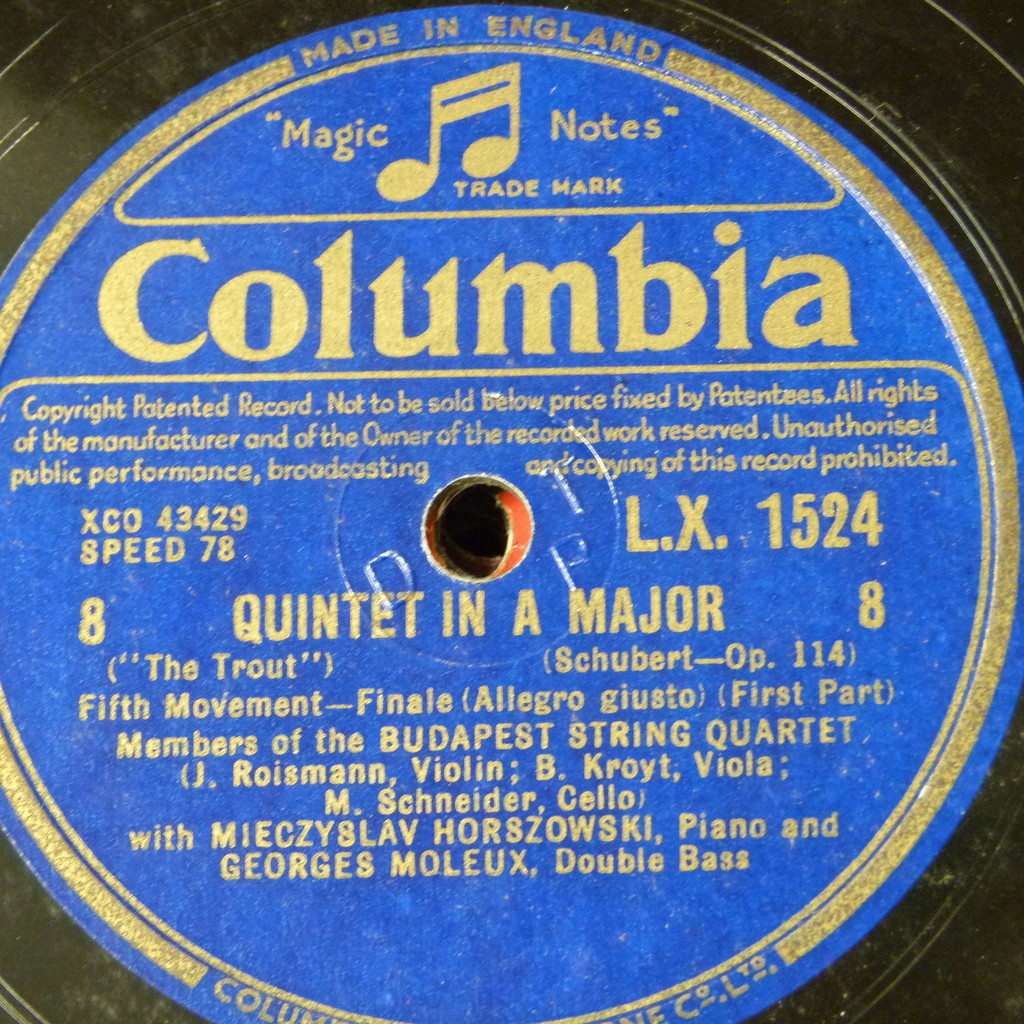 MADE IN ENGLAND
"Magic Notes"
TRADE MARK
Columbia
Copyright Patented Record. Not to be sold below price fixed by Patentees. All rights
of the manufacturer and of the Owner of the recorded work reserved. Unauthorised
public performance, broadcasting and copying of this record prohibited.
XCO 43429
SPEED 78
L.X. 1524
8 QUINTET IN A MAJOR 8
("The Trout") (Schubert—Op. 114)
Fifth Movement—Finale (Allegro giusto) (First Part)
Members of the BUDAPEST STRING QUARTET
(J. Roismann, Violin; B. Kroyt, Viola;
M. Schneider, Cello)
with MIECZYSLAV HORSZOWSKI, Piano and
GEORGES MOLEUX, Double Bass
Co. LTD.